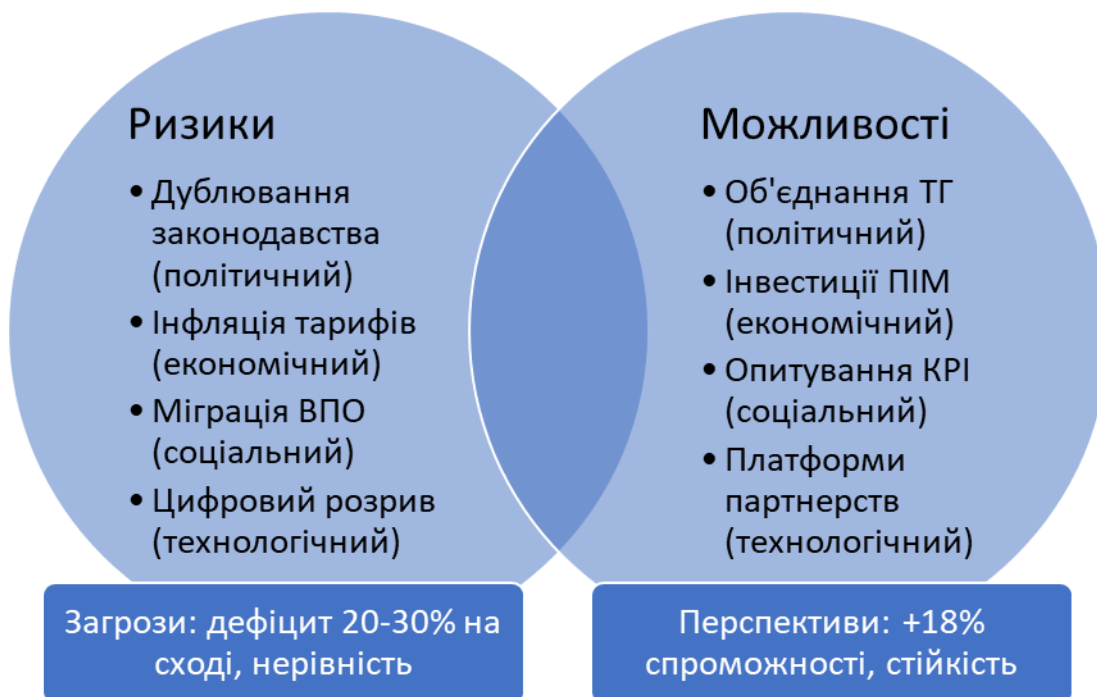 Ризики
• Дублювання
законодавства
(політичний)
• Інфляція тарифів
(економічний)
• Міграція ВПО
(соціальний)
• Цифровий розрив
(технологічний)
Загрози: дефіцит 20-30% на
сході, нерівність
Можливості
• Об'єднання ТГ
(політичний)
• Інвестиції ПІМ
(економічний)
• Опитування КРІ
(соціальний)
• Платформи
партнерств
(технологічний)
Перспективи: +18%
спроможності, стійкість